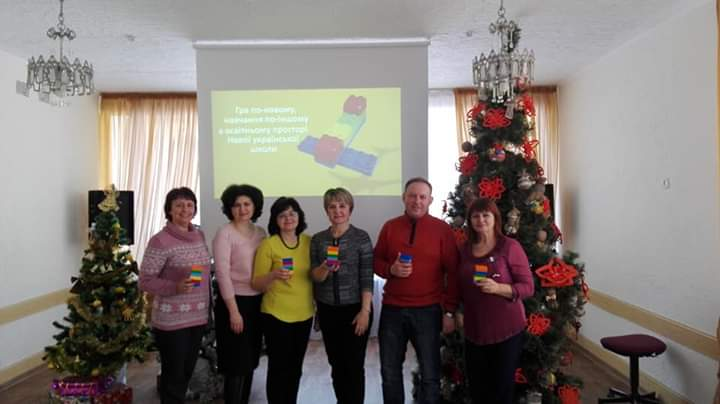 Гра по-новому,
навчання по-іншому
в освітньому просторі
Нової української
школи